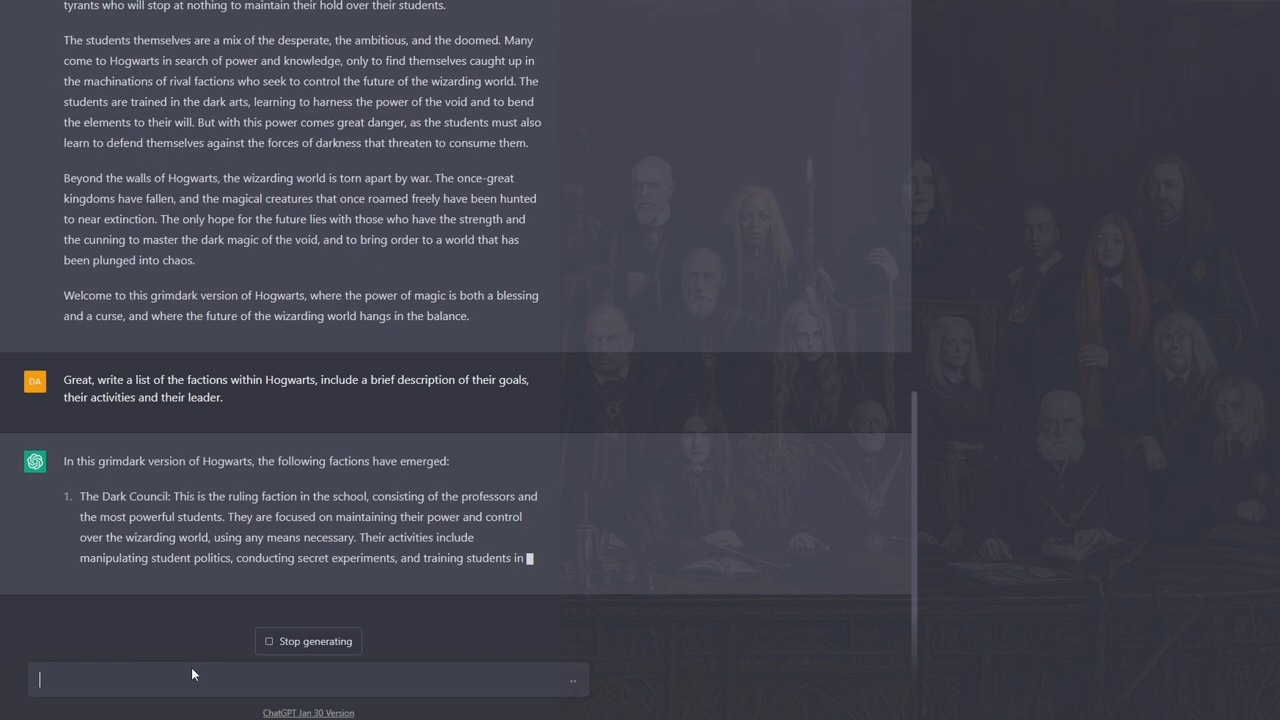 tyrants who will stop at nothing to maintain their hold over their students.
The students themselves are a mix of the desperate, the ambitious, and the doomed. Many
come to Hogwarts in search of power and knowledge, only to find themselves caught up in
the machinations of rival factions who seek to control the future of the wizarding world. The
students are trained in the dark arts, learning to harness the power of the void and to bend
the elements to their will. But with this power comes great danger, as the students must also
learn to defend themselves against the forces of darkness that threaten to consume them.
Beyond the walls of Hogwarts, the wizarding world is torn apart by war. The once-great
kingdoms have fallen, and the magical creatures that once roamed freely have been hunted
to near extinction. The only hope for the future lies with those who have the strength and
the cunning to master the dark magic of the void, and to bring order to a world that has
been plunged into chaos.
Welcome to this grimdark version of Hogwarts, where the power of magic is both a blessing
and a curse, and where the future of the wizarding world hangs in the balance.
DA
Great, write a list of the factions within Hogwarts, include a brief description of their goals,
their activities and their leader.
In this grimdark version of Hogwarts, the following factions have emerged:
1. The Dark Council: This is the ruling faction in the school, consisting of the professors and
the most powerful students. They are focused on maintaining their power and control
over the wizarding world, using any means necessary. Their activities include
manipulating student politics, conducting secret experiments, and training students in
Stop generating
ChatGPT Jan 30 Version